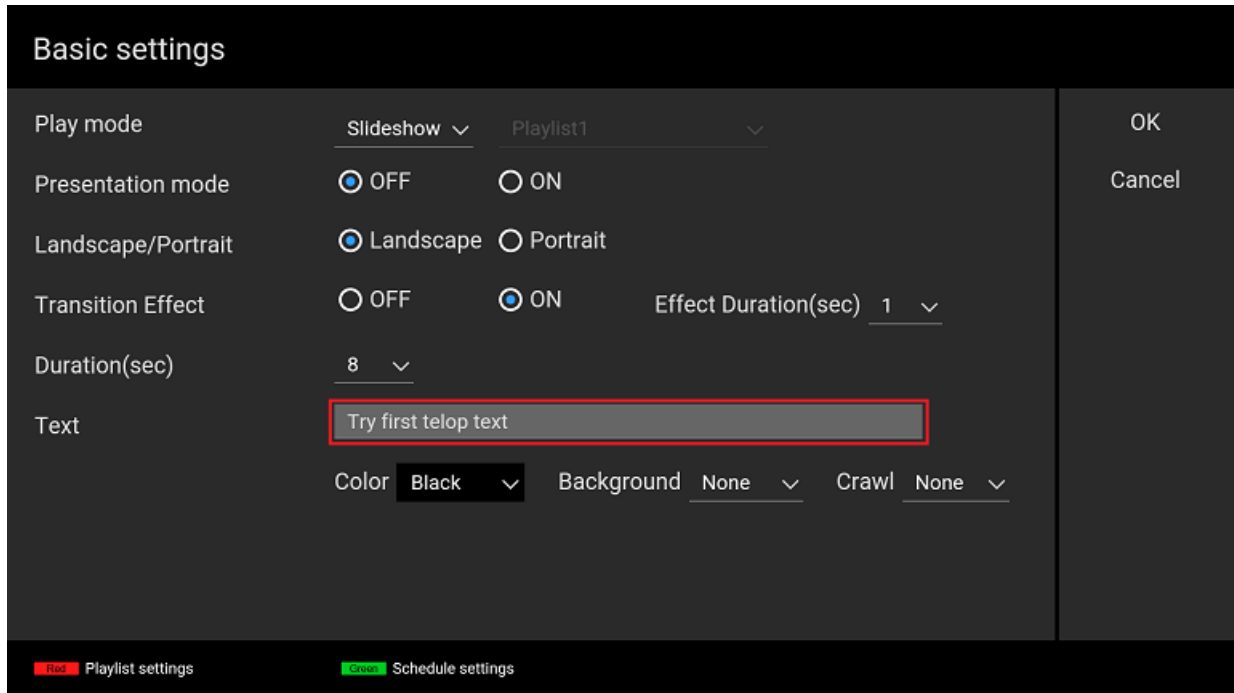 Basic settings
Play mode Slideshow Playlist1 OK
Presentation mode OFF ON Cancel
Landscape/Portrait Landscape Portrait
Transition Effect OFF ON Effect Duration(sec) 1
Duration(sec) 8
Text Try first telop text
Color Black Background None Crawl None
Red Playlist settings Green Schedule settings